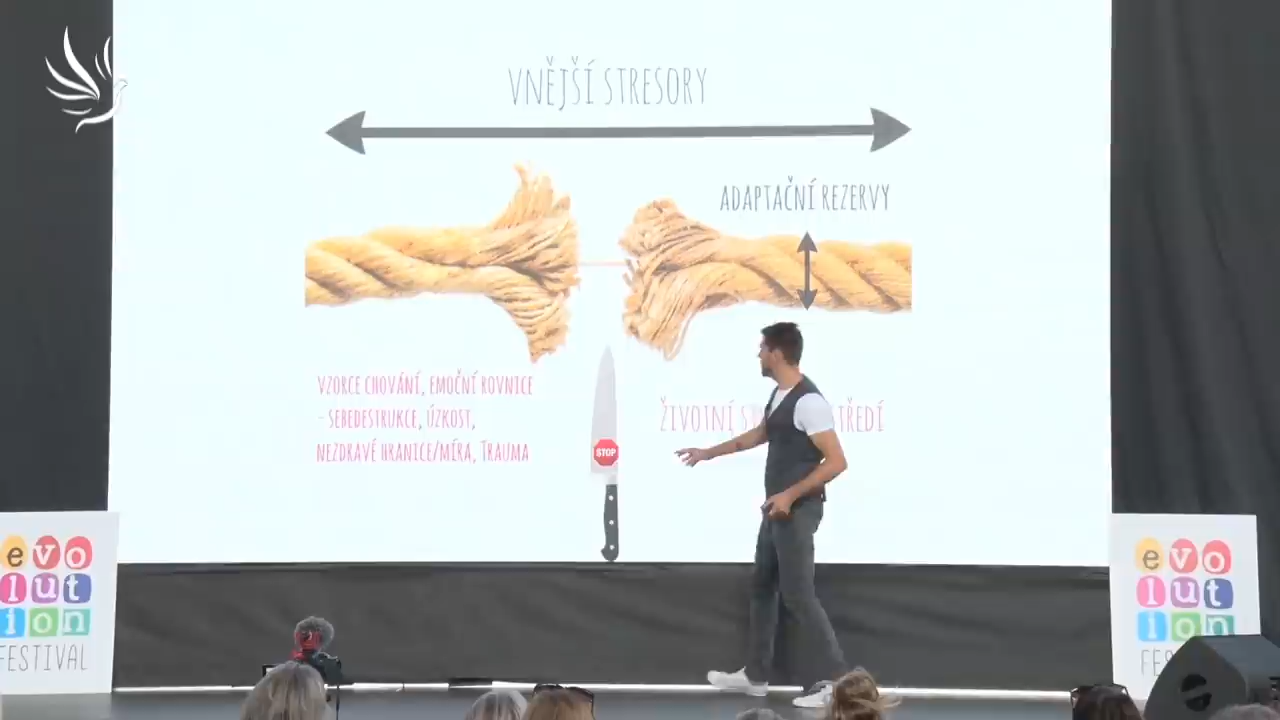 VNĚJŠÍ STRESORY
ADAPTAČNÍ REZERVY
VZORCE CHOVÁNÍ, EMOČNÍ ROVNICE
- SEBEDESTRUKCE, ÚZKOST,
NEZDRAVÉ HRANICE/MÍRA, TRAUMA
STOP
ŽIVOTNÍ
evo
lut
ion
FESTIVAL
evo
lut
ion